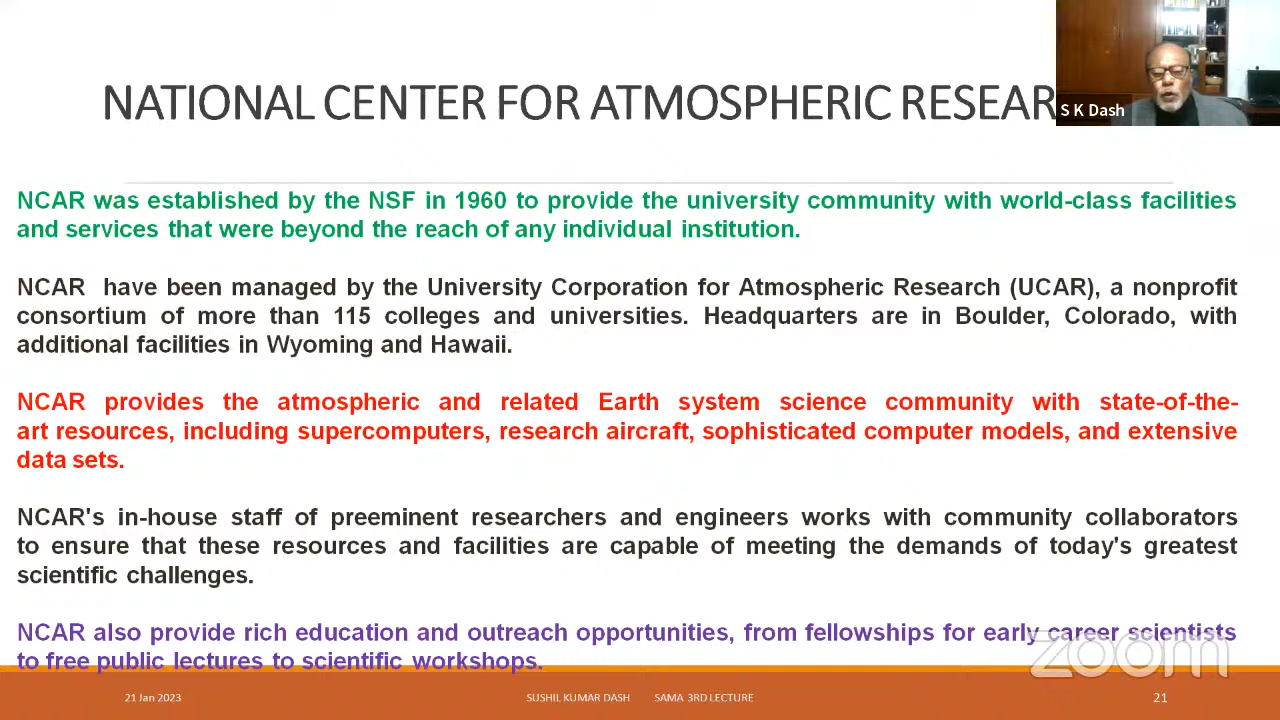 NATIONAL CENTER FOR ATMOSPHERIC RESEAR
S K Dash
NCAR was established by the NSF in 1960 to provide the university community with world-class facilities
and services that were beyond the reach of any individual institution.
NCAR have been managed by the University Corporation for Atmospheric Research (UCAR), a nonprofit
consortium of more than 115 colleges and universities. Headquarters are in Boulder, Colorado, with
additional facilities in Wyoming and Hawaii.
NCAR provides the atmospheric and related Earth system science community with state-of-the-
art resources, including supercomputers, research aircraft, sophisticated computer models, and extensive
data sets.
NCAR's in-house staff of preeminent researchers and engineers works with community collaborators
to ensure that these resources and facilities are capable of meeting the demands of today's greatest
scientific challenges.
NCAR also provide rich education and outreach opportunities, from fellowships for early career scientists
to free public lectures to scientific workshops.
zoom
21 Jan 2023
SUSHIL KUMAR DASH SAMA 3RD LECTURE
21